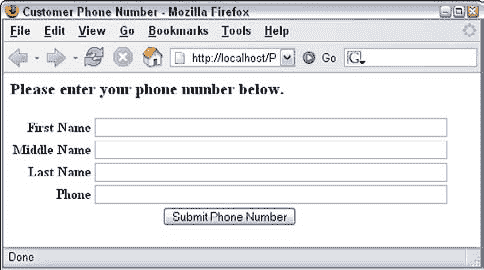 Customer Phone Number - Mozilla Firefox
File Edit View Go Bookmarks Tools Help
http://localhost/P Go G
Please enter your phone number below.
First Name
Middle Name
Last Name
Phone
Submit Phone Number
Done